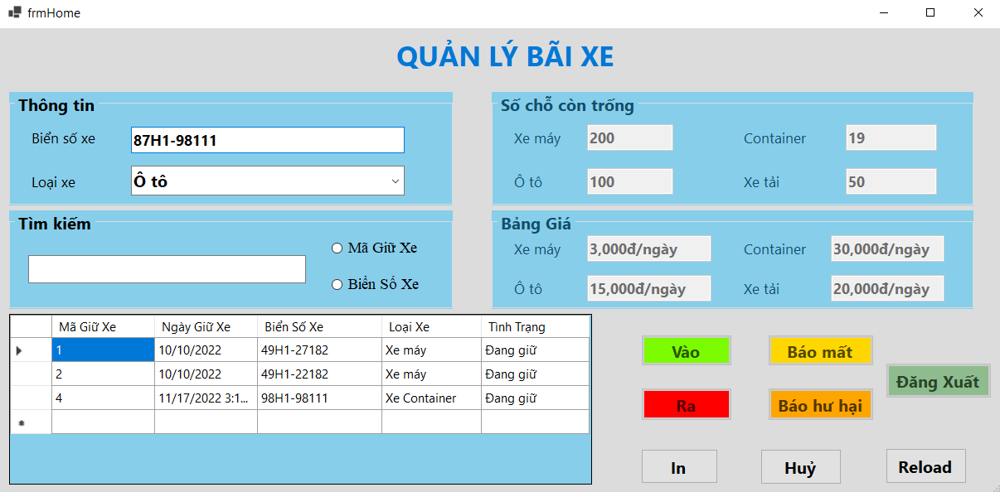 frmHome
QUẢN LÝ BÃI XE
Thông tin
Biển số xe 87H1-98111
Loại xe Ô tô
Số chỗ còn trống
Xe máy 200 Container 19
Ô tô 100 Xe tải 50
Tìm kiếm
Mã Giữ Xe
Biển Số Xe
Bảng Giá
Xe máy 3,000đ/ngày Container 30,000đ/ngày
Ô tô 15,000đ/ngày Xe tải 20,000đ/ngày
Mã Giữ Xe Ngày Giữ Xe Biển Số Xe Loại Xe Tình Trạng
1 10/10/2022 49H1-27182 Xe máy Đang giữ
2 10/10/2022 49H1-22182 Xe máy Đang giữ
4 11/17/2022 3:1... 98H1-98111 Xe Container Đang giữ
Vào Báo mất
Đăng Xuất
Ra Báo hư hại
In Huỷ Reload